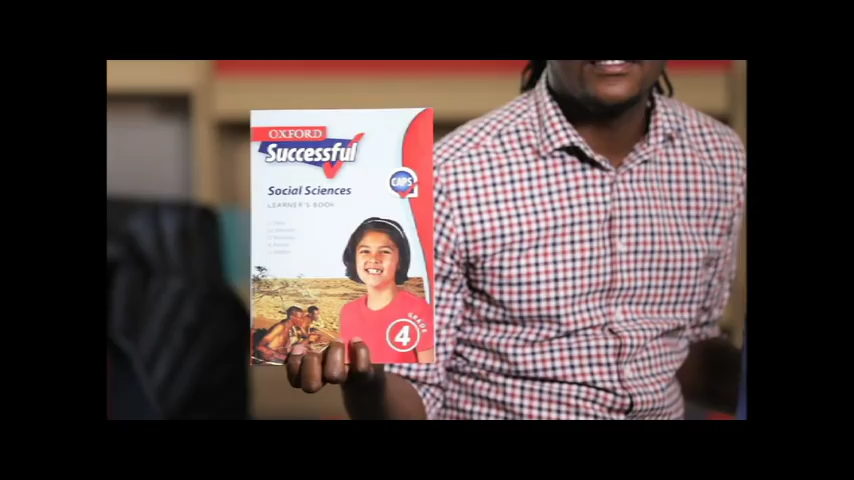 OXFORD
Successful
CAPS
Social Sciences
LEARNER'S BOOK
GRADE
4